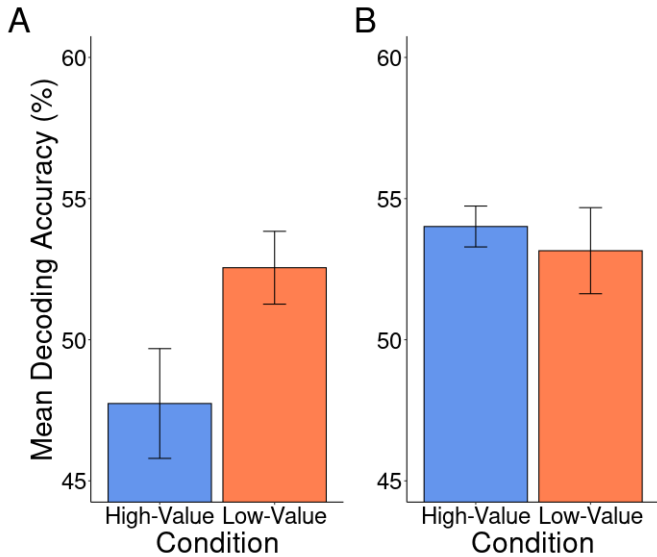 A
B
Mean Decoding Accuracy (%)
60
55
50
45
High-Value Low-Value
Condition
60
55
50
45
High-Value Low-Value
Condition